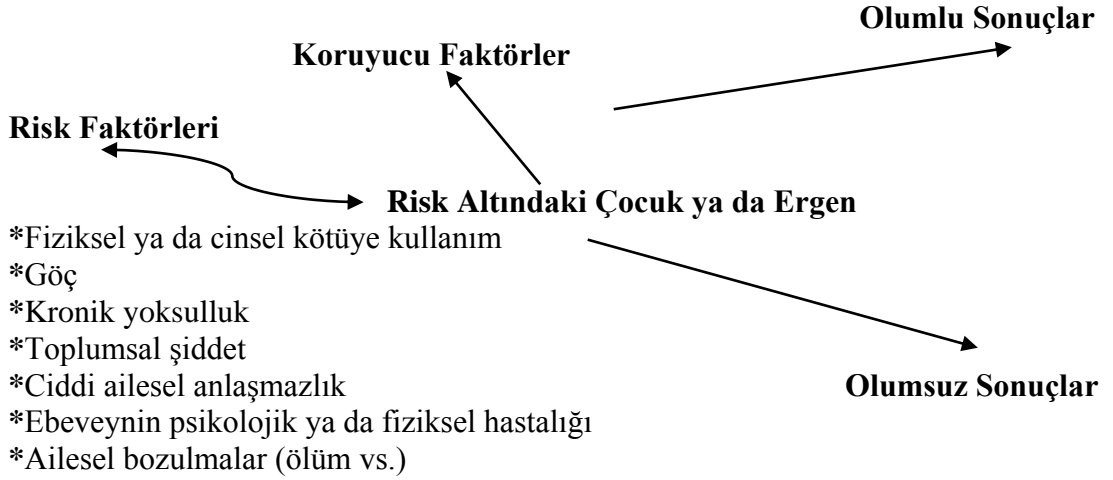 Olumlu Sonuçlar
Koruyucu Faktörler
Risk Faktörleri
Risk Altındaki Çocuk ya da Ergen
*Fiziksel ya da cinsel kötüye kullanım
*Göç
*Kronik yoksulluk
*Toplumsal şiddet
*Ciddi ailesel anlaşmazlık
Olumsuz Sonuçlar
*Ebeveynin psikolojik ya da fiziksel hastalığı
*Ailesel bozulmalar (ölüm vs.)